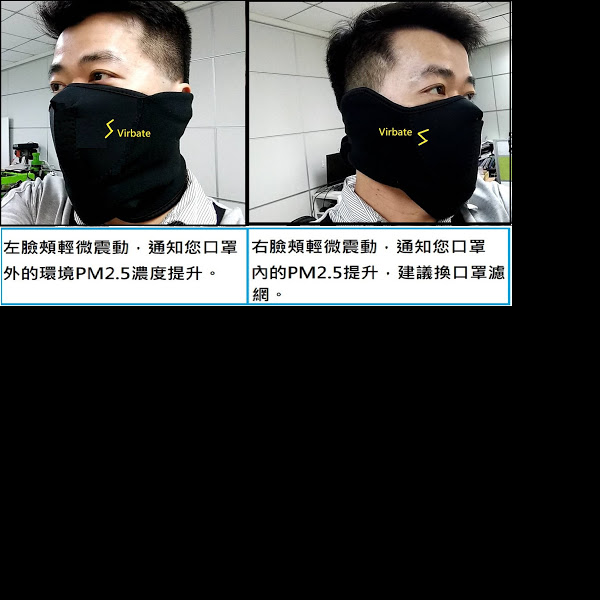 Virbate
Virbate
左臉頰輕微震動，通知您口罩
外的環境PM2.5濃度提升。
右臉頰輕微震動，通知您口罩
內的PM2.5提升，建議換口罩濾
網。